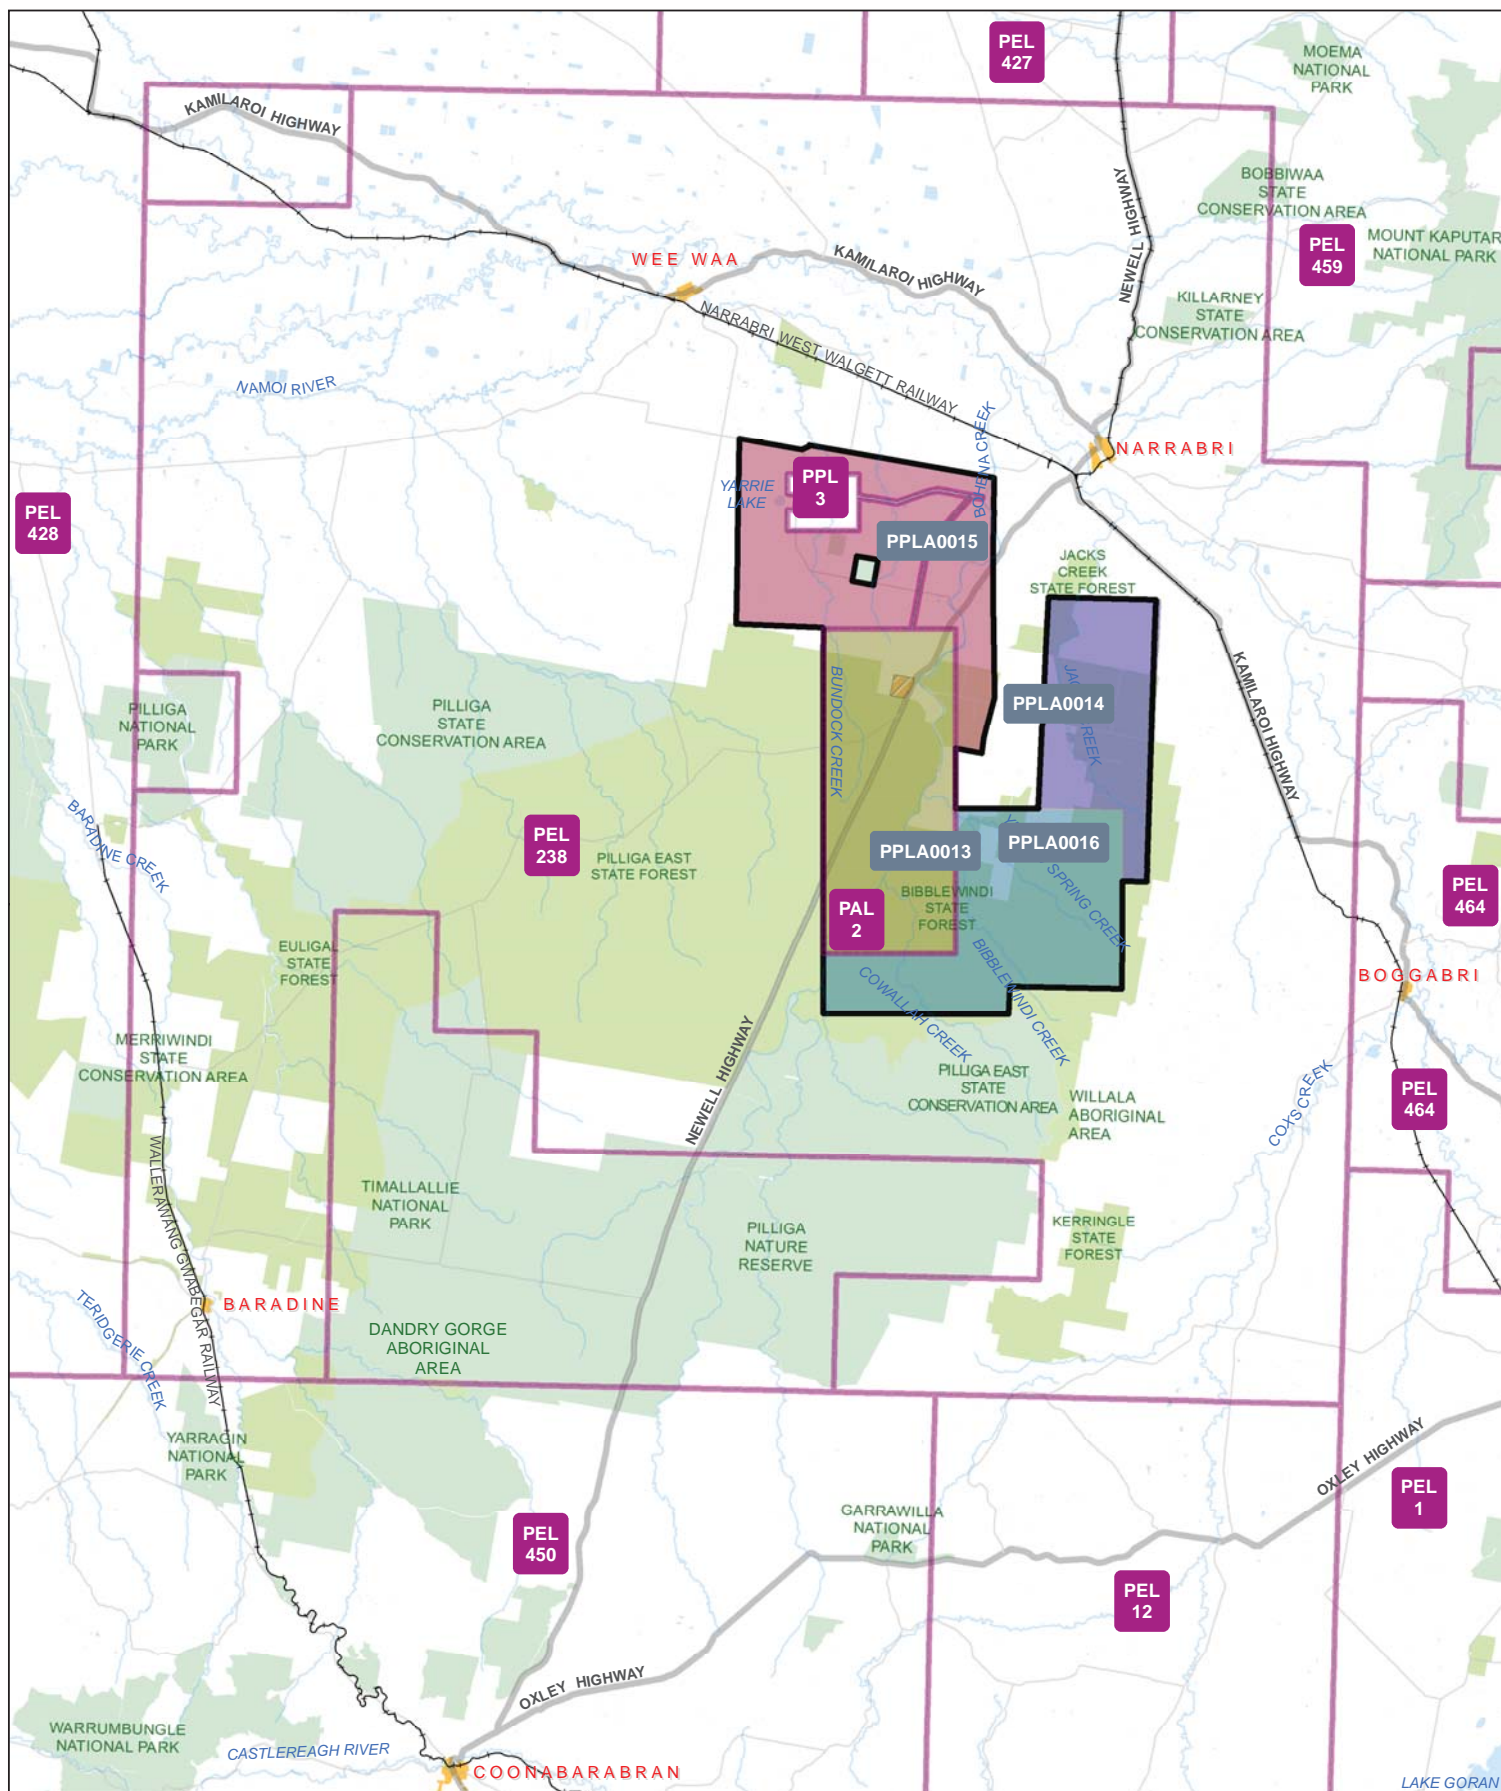 PEL
427
MOEMA
NATIONAL
PARK
KAMILAROI HIGHWAY
NEWELL HIGHWAY
BOBBIWAA
STATE
CONSERVATION AREA
PEL
459
MOUNT KAPUTAR
NATIONAL PARK
WEE WAA
KAMILAROI HIGHWAY
KILLARNEY
STATE
CONSERVATION AREA
NARRABRI WEST WALGETT RAILWAY
NAMOI RIVER
BOHENA CREEK
NARRABRI
YARRIE
LAKE
PPL
3
PEL
428
PPLA0015
JACKS
CREEK
STATE FOREST
KAMILAROI HIGHWAY
BUNDOCK CREEK
PILLIGA
NATIONAL
PARK
PILLIGA
STATE
CONSERVATION AREA
PPLA0014
BARADINE CREEK
PEL
238
PILLIGA EAST
STATE FOREST
PPLA0013
PPLA0016
SPRING CREEK
PAL
2
BIBBLEWINDI
STATE
FOREST
PEL
464
EULIGAL
STATE
FOREST
BIBBLEWINDI CREEK
COWALLAH CREEK
BOGGABRI
MERRIWINDI
STATE
CONSERVATION AREA
NEWELL HIGHWAY
PILLIGA EAST
STATE
CONSERVATION AREA
WILLALA
ABORIGINAL
AREA
COXS CREEK
PEL
464
WALLERAWANG GWABEGAR RAILWAY
TIMALLALLIE
NATIONAL
PARK
PILLIGA
NATURE
RESERVE
KERRINGLE
STATE
FOREST
BARADINE
TERIDGERIE CREEK
DANDRY GORGE
ABORIGINAL
AREA
YARRAGIN
NATIONAL
PARK
OXLEY HIGHWAY
PEL
1
GARRAWILLA
NATIONAL
PARK
PEL
450
PEL
12
OXLEY HIGHWAY
WARRUMBUNGLE
NATIONAL PARK
CASTLEREAGH RIVER
COONABARABRAN
LAKE GORAN